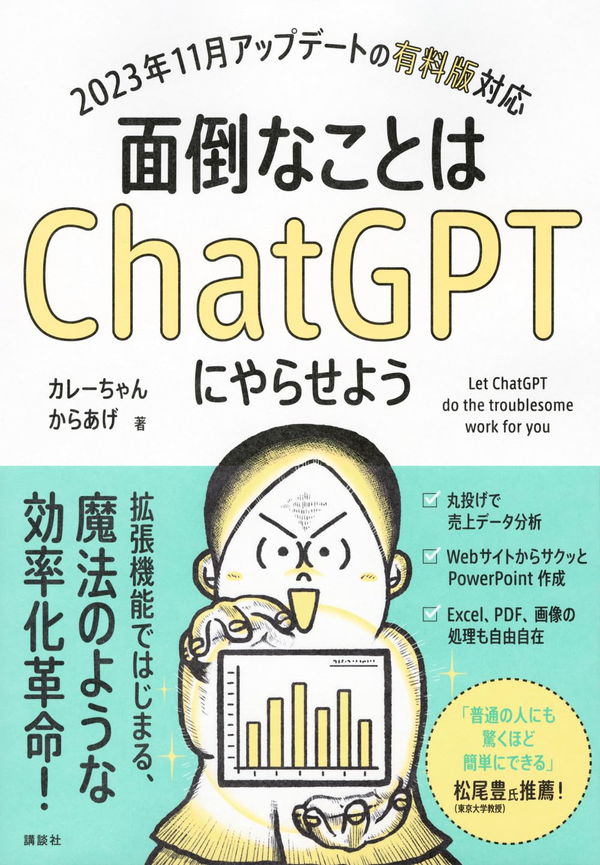 2023年11月アップデートの有料版対応
面倒なことは
ChatGPT
にやらせよう
カレーちゃん
からあげ 著
Let ChatGPT
do the troublesome
work for you
拡張機能ではじまる、
魔法のような
効率化革命！
丸投げで
売上データ分析
Webサイトからサクッと
PowerPoint 作成
Excel、PDF、画像の
処理も自由自在
「普通の人にも
驚くほど
簡単にできる」
松尾豊氏推薦！
(東京大学教授)
講談社